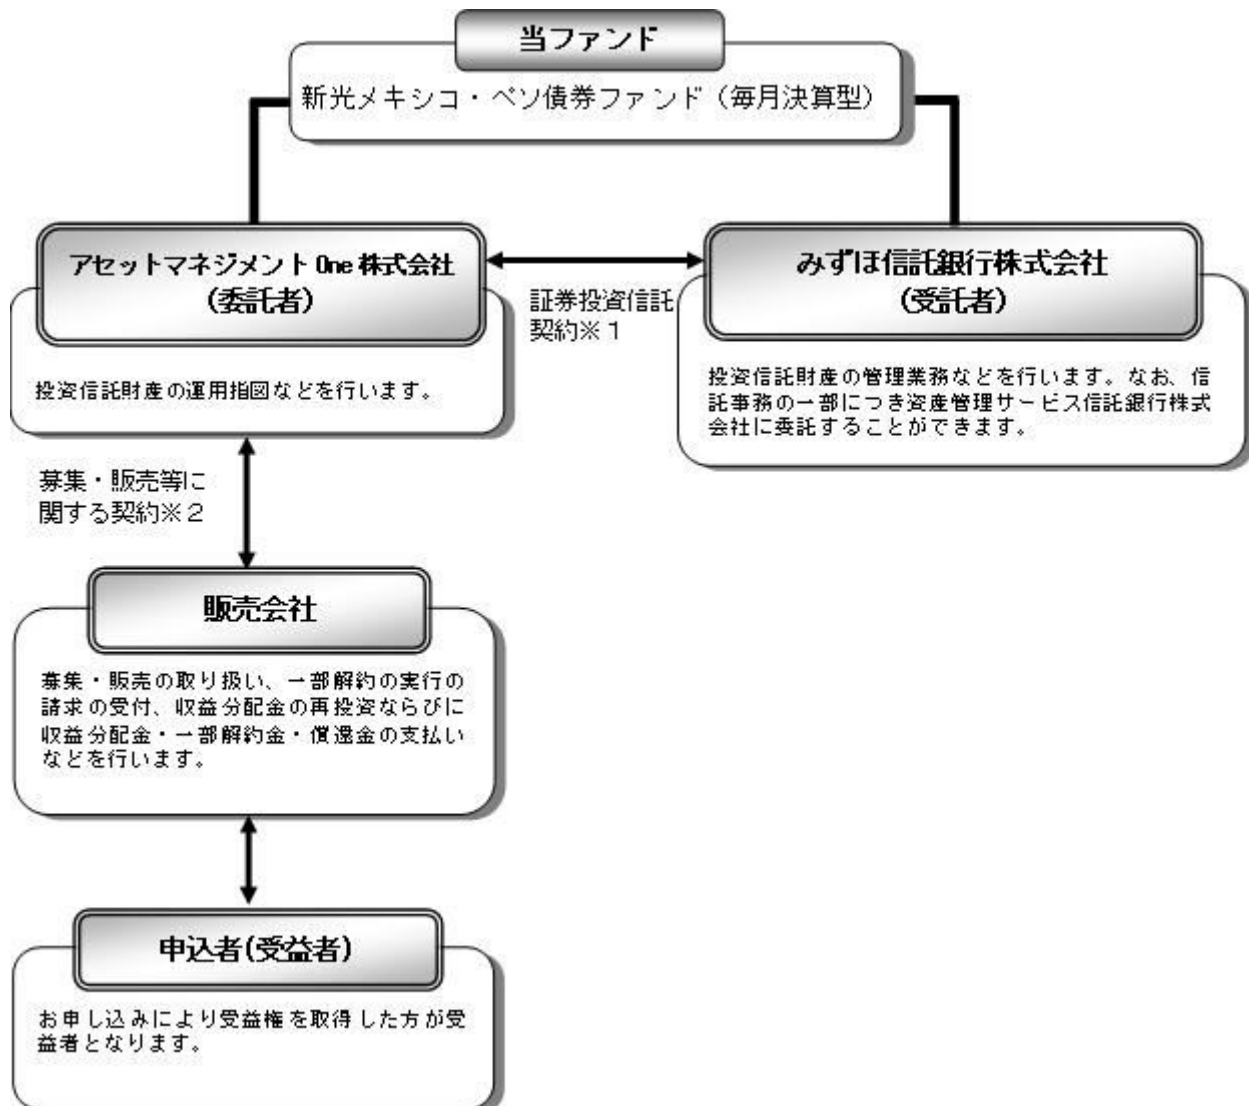 当ファンド
新光メキシコ・ペソ債券ファンド（毎月決算型）
アセットマネジメント One 株式会社
（委託者）
投資信託財産の運用指図などを行います。
証券投資信託
契約※１
みずほ信託銀行株式会社
（受託者）
投資信託財産の管理業務などを行います。なお、信
託事務の一部につき資産管理サービス信託銀行株式
会社に委託することができます。
募集・販売等に
関する契約※２
販売会社
募集・販売の取り扱い、一部解約の実行の
請求の受付、収益分配金の再投資ならびに
収益分配金・一部解約金・償還金の支払い
などを行います。
申込者（受益者）
お申し込みにより受益権を取得した方が受
益者となります。